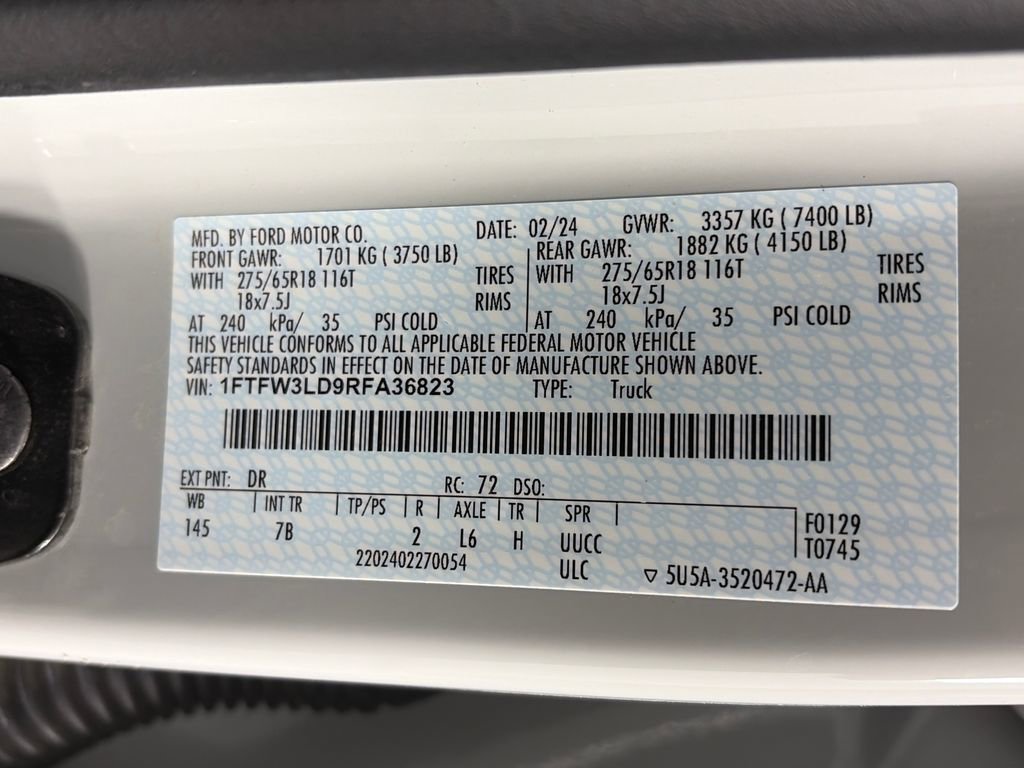 MFD. BY FORD MOTOR CO. DATE: 02/24 GVWR: 3357 KG ( 7400 LB)
FRONT GAWR: 1701 KG ( 3750 LB) REAR GAWR: 1882 KG ( 4150 LB)
WITH 275/65R18 116T TIRES WITH 275/65R18 116T TIRES
18x7.5J RIMS 18x7.5J RIMS
AT 240 kPa/ 35 PSI COLD AT 240 kPa/ 35 PSI COLD
THIS VEHICLE CONFORMS TO ALL APPLICABLE FEDERAL MOTOR VEHICLE
SAFETY STANDARDS IN EFFECT ON THE DATE OF MANUFACTURE SHOWN ABOVE.
VIN: 1FTFW3LD9RFA36823 TYPE: Truck
EXT PNT: DR RC: 72 DSO:
WB INT TR TP/PS R AXLE TR SPR F0129
145 7B 2 L6 H UUCC T0745
2202402270054 ULC ▽ 5U5A-3520472-AA